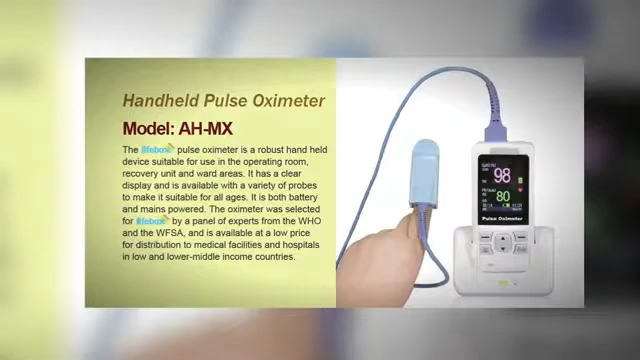 Handheld Pulse Oximeter
Model: AH-MX
The lifebox pulse oximeter is a robust hand held
device suitable for use in the operating room,
recovery unit and ward areas. It has a clear
display and is available with a variety of probes
to make it suitable for all ages. It is both battery
and mains powered. The oximeter was selected
for lifebox by a panel of experts from the WHO
and the WFSA, and is available at a low price
for distribution to medical facilities and hospitals
in low and lower-middle income countries.
98
80
Pulse Oximeter